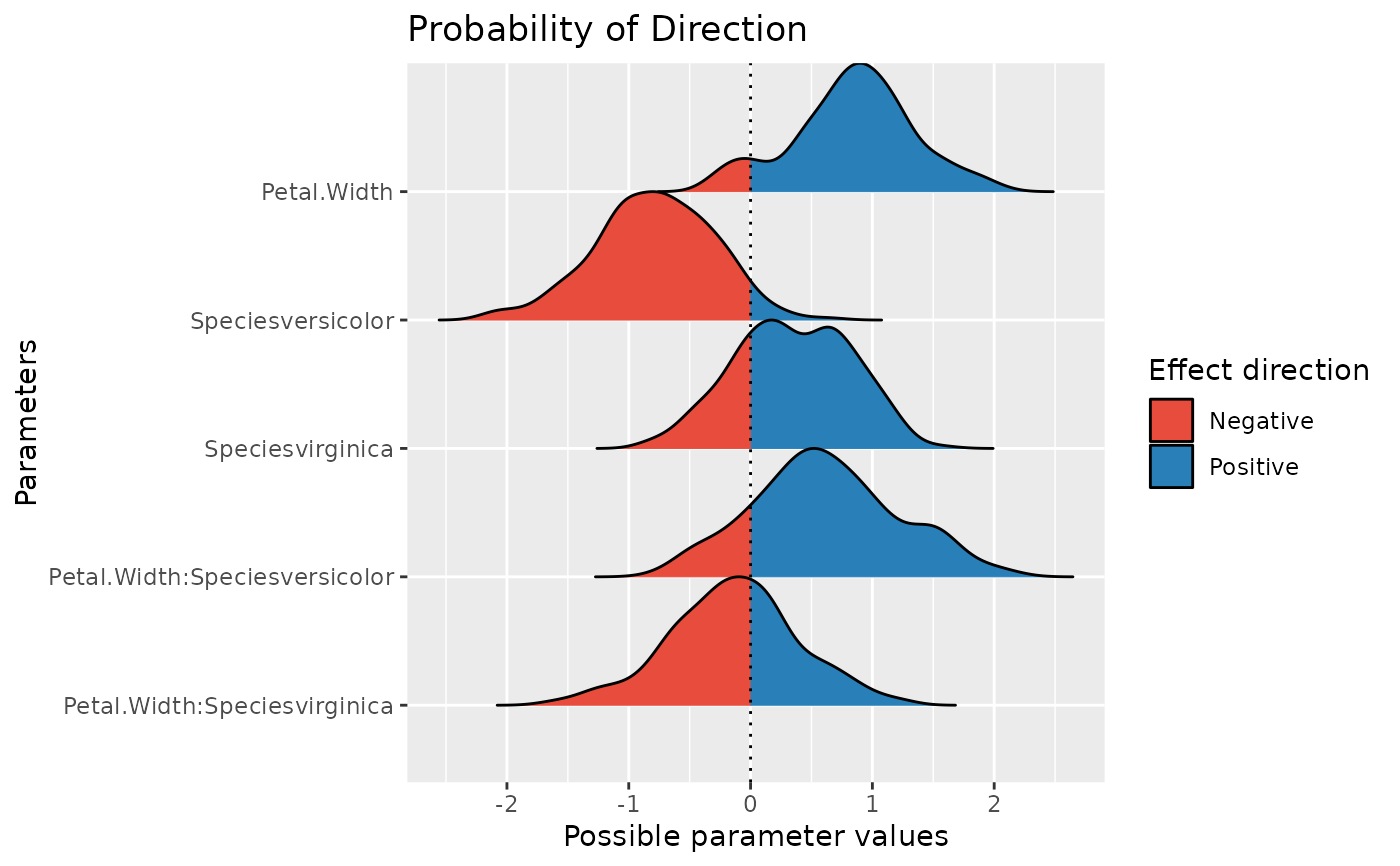 Probability of Direction
Petal.Width
Speciesversicolor
Speciesvirginica
Petal.Width:Speciesversicolor
Petal.Width:Speciesvirginica
Parameters
-2 -1 0 1 2
Possible parameter values
Effect direction
Negative
Positive